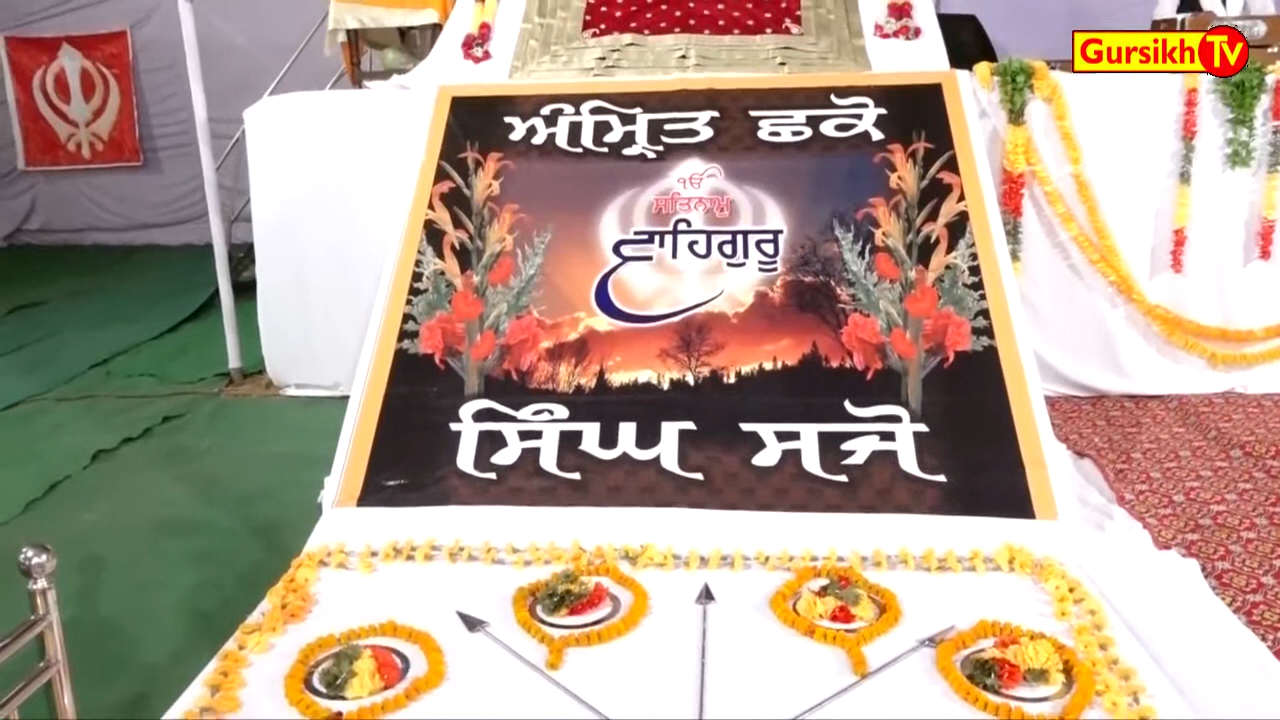 Gursikh Tv
ਅੰਮ੍ਰਿਤ ਛਕੋ
ੴ
ਸਤਿਨਾਮੁ
ਵਾਹਿਗੁਰੂ
ਸਿੰਘ ਸਜੋ